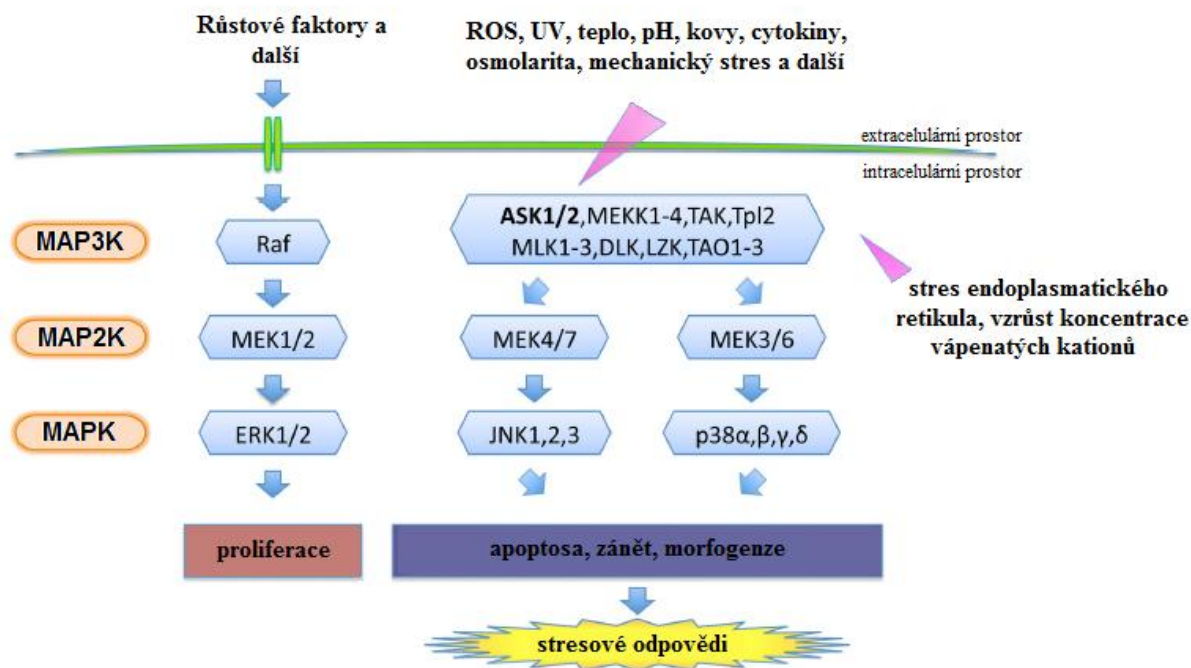 Růstové faktory a
další
ROS, UV, teplo, pH, kovy, cytokiny,
osmolarita, mechanický stres a další
extracelulární prostor
intracelulární prostor
MAP3K
Raf
ASK1/2,MEKK1-4,TAK,Tpl2
MLK1-3,DLK,LZK,TAO1-3
stres endoplasmatického
retikula, vzrůst koncentrace
vápenatých kationů
MAP2K
MEK1/2
MEK4/7
MEK3/6
MAPK
ERK1/2
JNK1,2,3
p38α,β,γ,δ
proliferace
apoptosa, zánět, morfogenze
stresové odpovědi